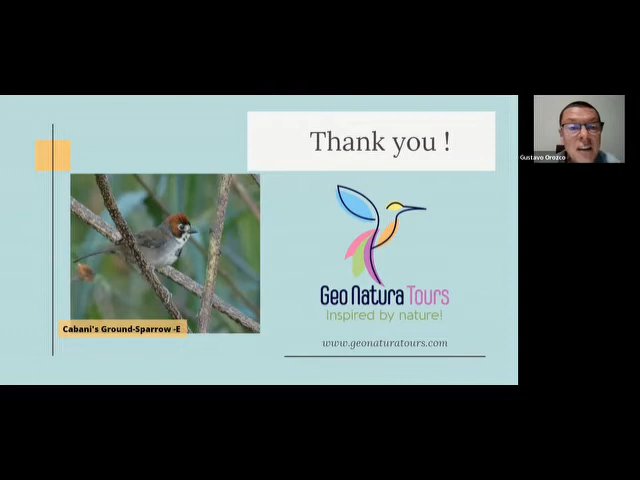 Thank you !
Gustavo Orozco
Cabani's Ground-Sparrow -E
Geo Natura Tours
Inspired by nature!
www.geonaturatours.com